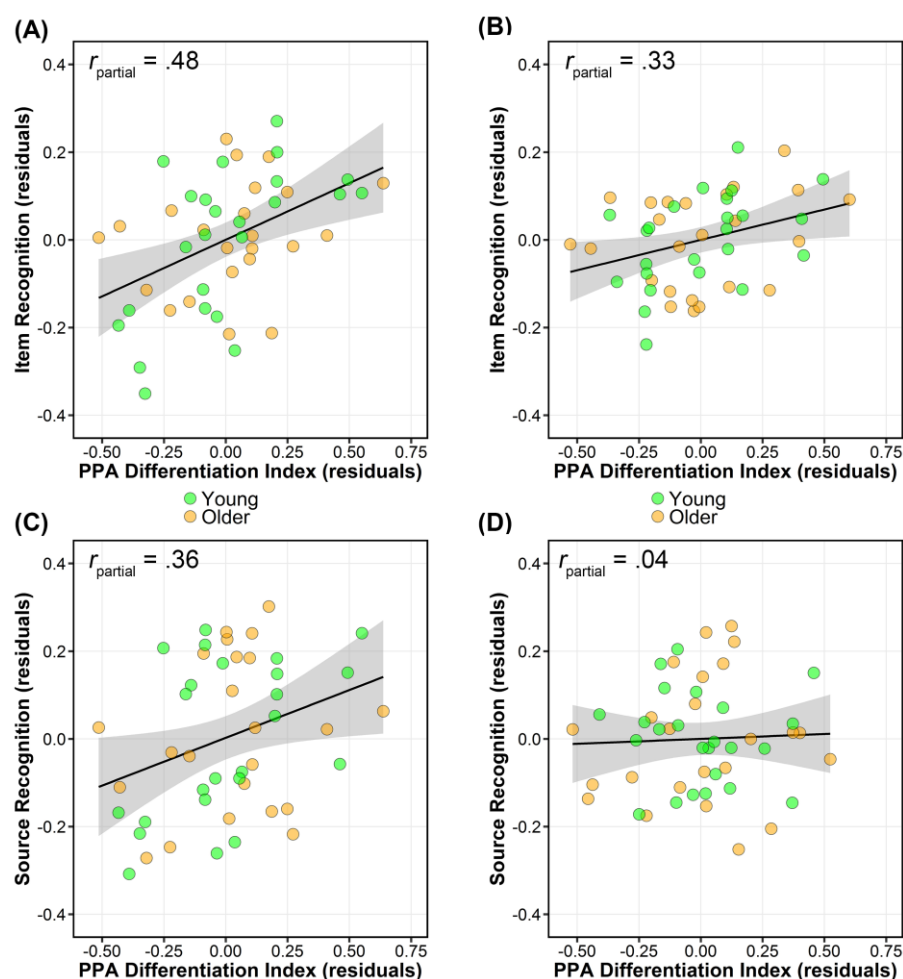 (A)
r partial = .48
0.4
0.2
0.0
-0.2
-0.4
Item Recognition (residuals)
-0.50 -0.25 0.00 0.25 0.50 0.75
PPA Differentiation Index (residuals)
(B)
r partial = .33
0.4
0.2
0.0
-0.2
-0.4
Item Recognition (residuals)
-0.50 -0.25 0.00 0.25 0.50 0.75
PPA Differentiation Index (residuals)
Young
Older
Young
Older
(C)
r partial = .36
0.4
0.2
0.0
-0.2
-0.4
Source Recognition (residuals)
-0.50 -0.25 0.00 0.25 0.50 0.75
PPA Differentiation Index (residuals)
(D)
r partial = .04
0.4
0.2
0.0
-0.2
-0.4
Source Recognition (residuals)
-0.50 -0.25 0.00 0.25 0.50 0.75
PPA Differentiation Index (residuals)